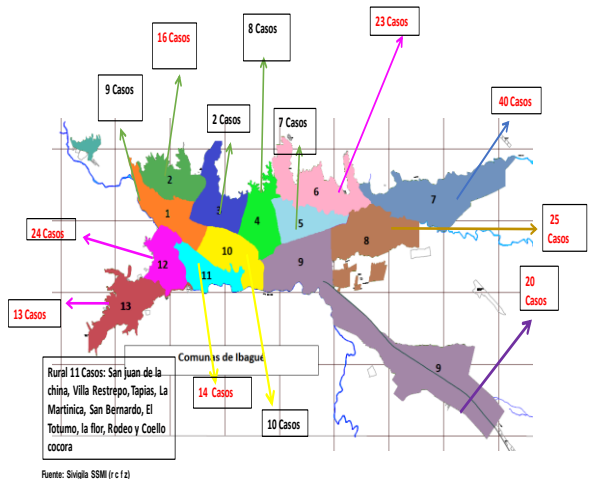 8 Casos
23 Casos
16 Casos
9 Casos
2 Casos
7 Casos
40 Casos
2
6
7
1
3
4
5
25
Casos
24 Casos
10
8
12
11
9
20
Casos
13
13 Casos
Comunas de Ibagué
Rural 11 Casos: San juan de la
china, Villa Restrepo, Tapias, La
Martinica, San Bernardo, El
Totumo, la flor, Rodeo y Coello
cocora
9
14 Casos
10 Casos
Fuente: Sivigila SSMI (r c f z)